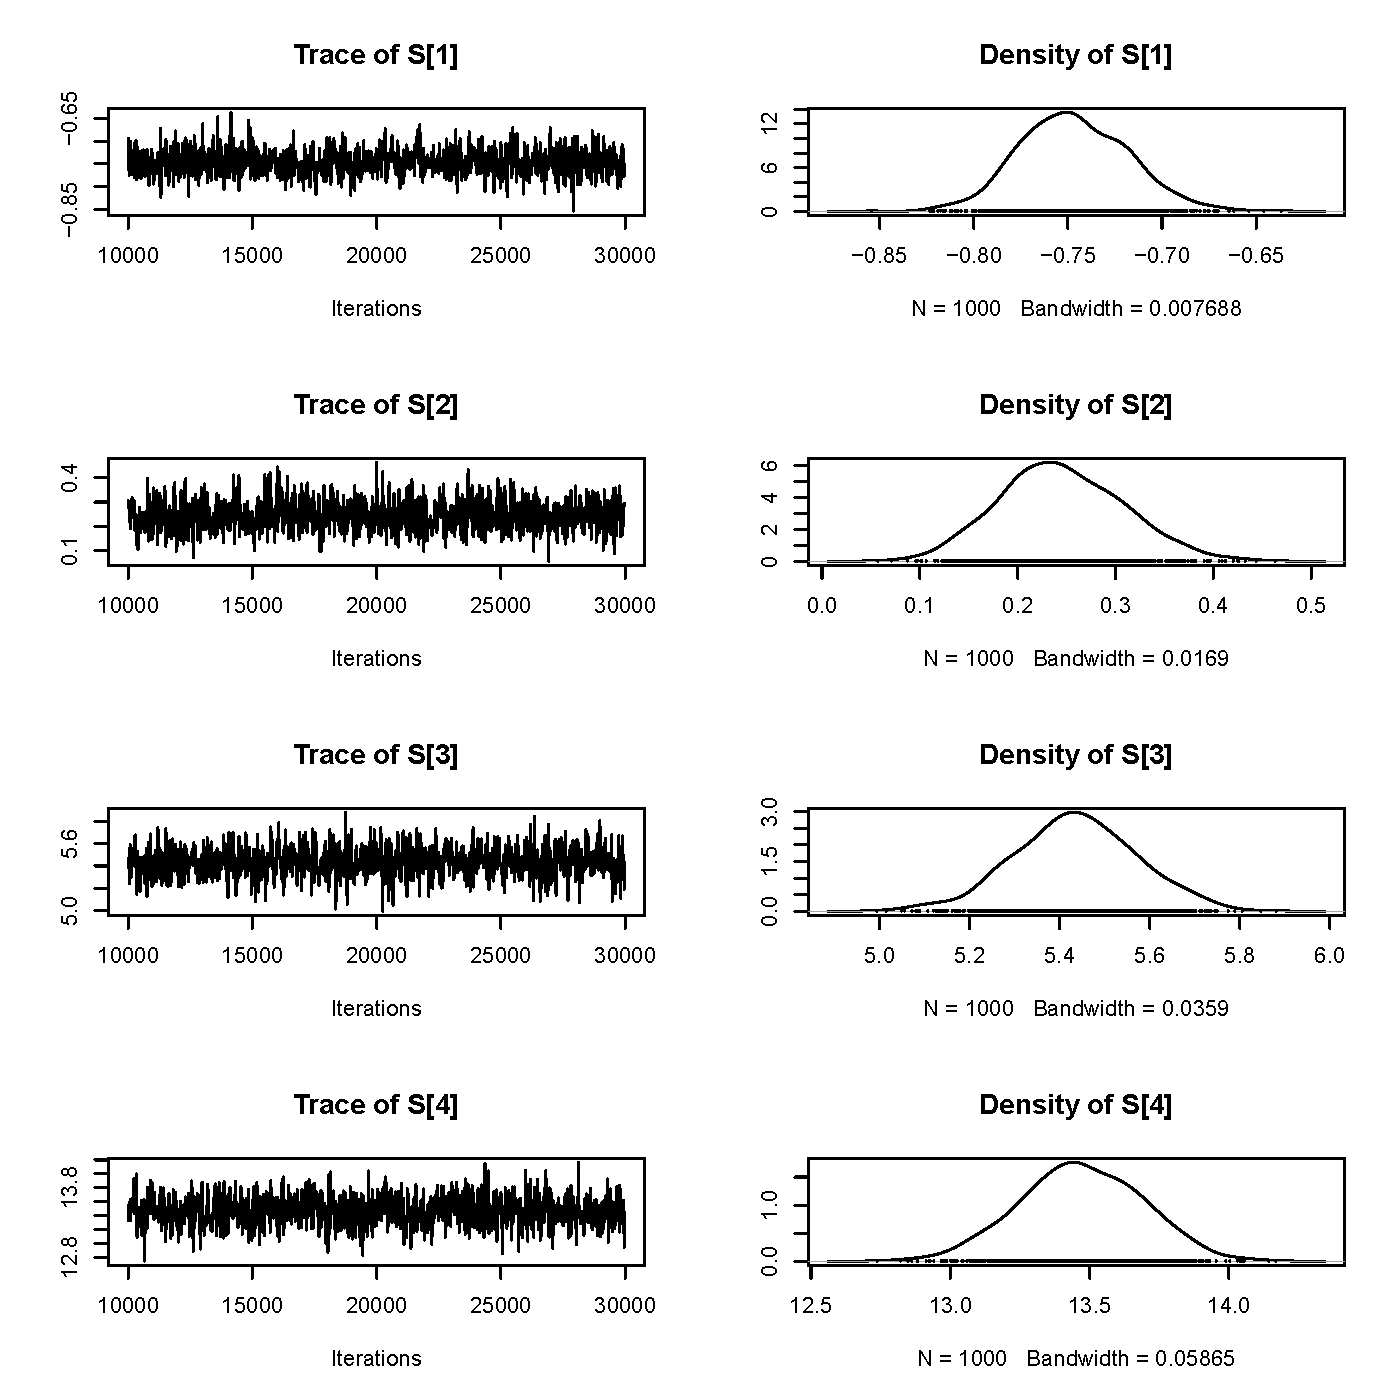 Trace of S[1]
−0.65
−0.85
10000 15000 20000 25000 30000
Iterations
Density of S[1]
12
6
0
−0.85 −0.80 −0.75 −0.70 −0.65
N = 1000 Bandwidth = 0.007688
Trace of S[2]
0.4
0.1
10000 15000 20000 25000 30000
Iterations
Density of S[2]
6
4
2
0
0.0 0.1 0.2 0.3 0.4 0.5
N = 1000 Bandwidth = 0.0169
Trace of S[3]
5.6
5.0
10000 15000 20000 25000 30000
Iterations
Density of S[3]
3.0
1.5
0.0
5.0 5.2 5.4 5.6 5.8 6.0
N = 1000 Bandwidth = 0.0359
Trace of S[4]
13.8
12.8
10000 15000 20000 25000 30000
Iterations
Density of S[4]
1.0
0.0
12.5 13.0 13.5 14.0
N = 1000 Bandwidth = 0.05865